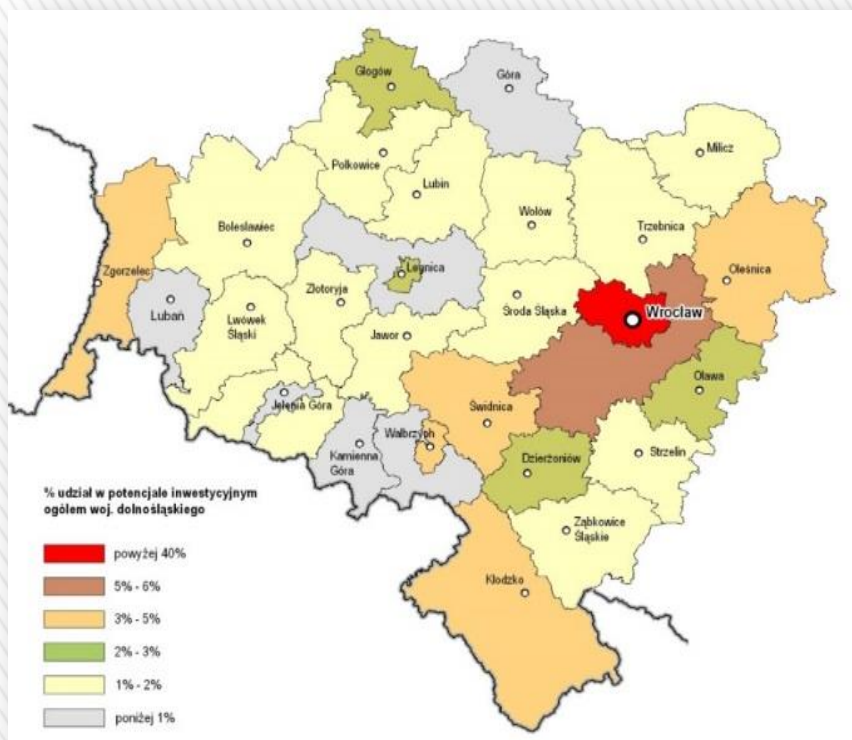 Głogów
Góra
Polkowice
Lubin
Milicz
Bolesławiec
Wołów
Trzebnica
Zgorzelec
Legnica
Oleśnica
Lubań
Lwówek
Śląski
Złotoryja
Środa Śląska
Wrocław
Jawor
Oława
Jelenia Góra
Świdnica
Kamienna
Góra
Wałbrzych
Dzierżoniów
Strzelin
Ząbkowice
Śląskie
Kłodzko
% udział w potencjale inwestycyjnym
ogółem woj. dolnośląskiego
powyżej 40%
5% - 6%
3% - 5%
2% - 3%
1% - 2%
poniżej 1%